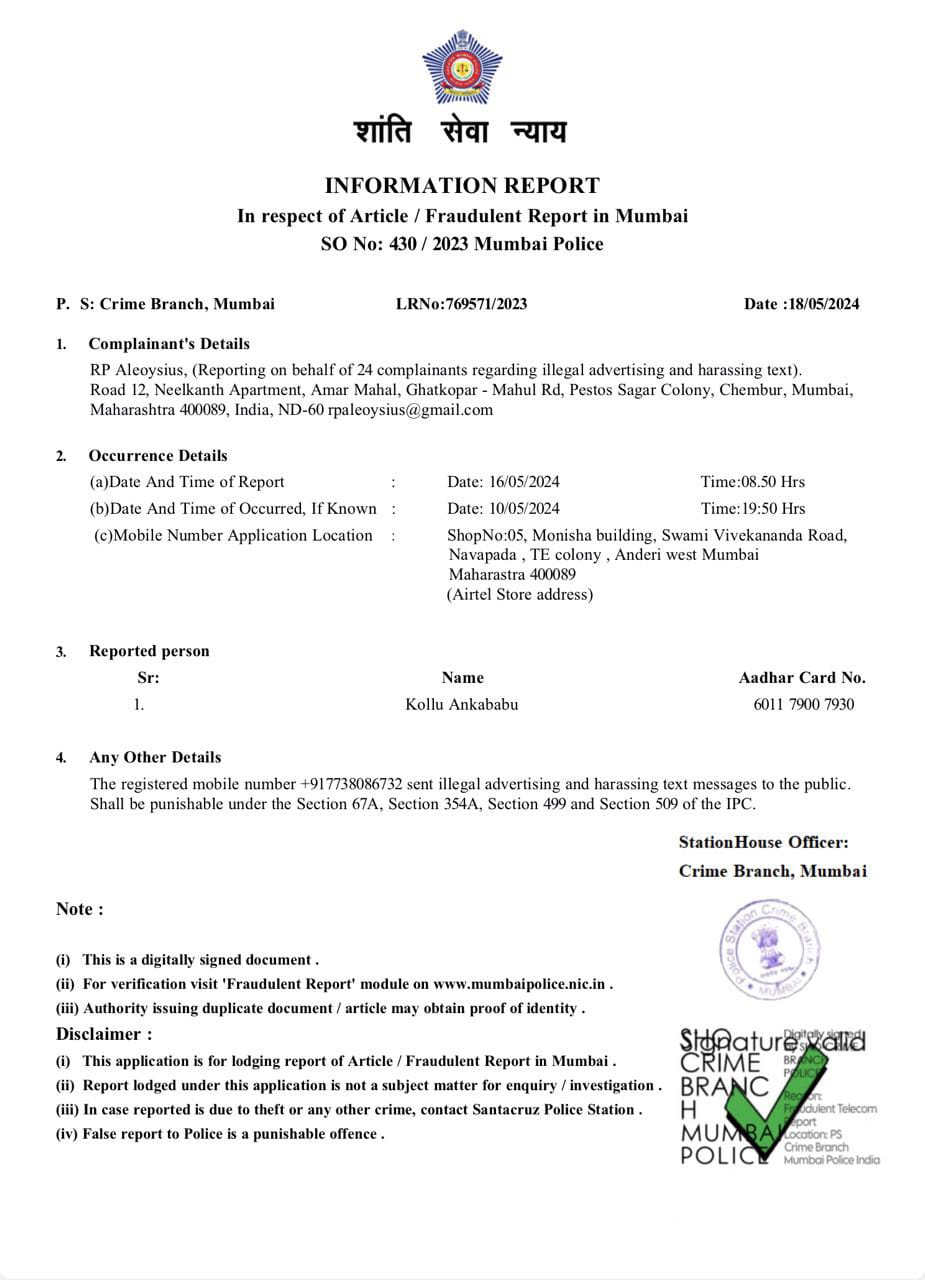 शांति सेवा न्याय
INFORMATION REPORT
In respect of Article / Fraudulent Report in Mumbai
SO No: 430 / 2023 Mumbai Police
P. S: Crime Branch, Mumbai LRNo:769571/2023 Date :18/05/2024
1. Complainant's Details
RP Aleoysius, (Reporting on behalf of 24 complainants regarding illegal advertising and harassing text).
Road 12, Neelkanth Apartment, Amar Mahal, Ghatkopar - Mahul Rd, Pestos Sagar Colony, Chembur, Mumbai,
Maharashtra 400089, India, ND-60 rpaleoysius@gmail.com
2. Occurrence Details
(a)Date And Time of Report : Date: 16/05/2024 Time:08.50 Hrs
(b)Date And Time of Occurred, If Known : Date: 10/05/2024 Time:19:50 Hrs
(c)Mobile Number Application Location : ShopNo:05, Monisha building, Swami Vivekananda Road,
Navapada , TE colony , Anderi west Mumbai
Maharastra 400089
(Airtel Store address)
3. Reported person
Sr: Name Aadhar Card No.
1. Kollu Ankababu 6011 7900 7930
4. Any Other Details
The registered mobile number +917738086732 sent illegal advertising and harassing text messages to the public.
Shall be punishable under the Section 67A, Section 354A, Section 499 and Section 509 of the IPC.
StationHouse Officer:
Crime Branch, Mumbai
Note :
Police Station Crime Branch
MUMBAI
(i) This is a digitally signed document .
(ii) For verification visit 'Fraudulent Report' module on www.mumbaipolice.nic.in .
(iii) Authority issuing duplicate document / article may obtain proof of identity .
Disclaimer :
(i) This application is for lodging report of Article / Fraudulent Report in Mumbai .
(ii) Report lodged under this application is not a subject matter for enquiry / investigation .
(iii) In case reported is due to theft or any other crime, contact Santacruz Police Station .
(iv) False report to Police is a punishable offence .
Signature valid
SHO
CRIME
BRANC
H
MUMBAI
POLICE
Digitally signed
BRANCH
POLICE
Reason:
Fraudulent Telecom
Report
Location: PS
Crime Branch
Mumbai Police India